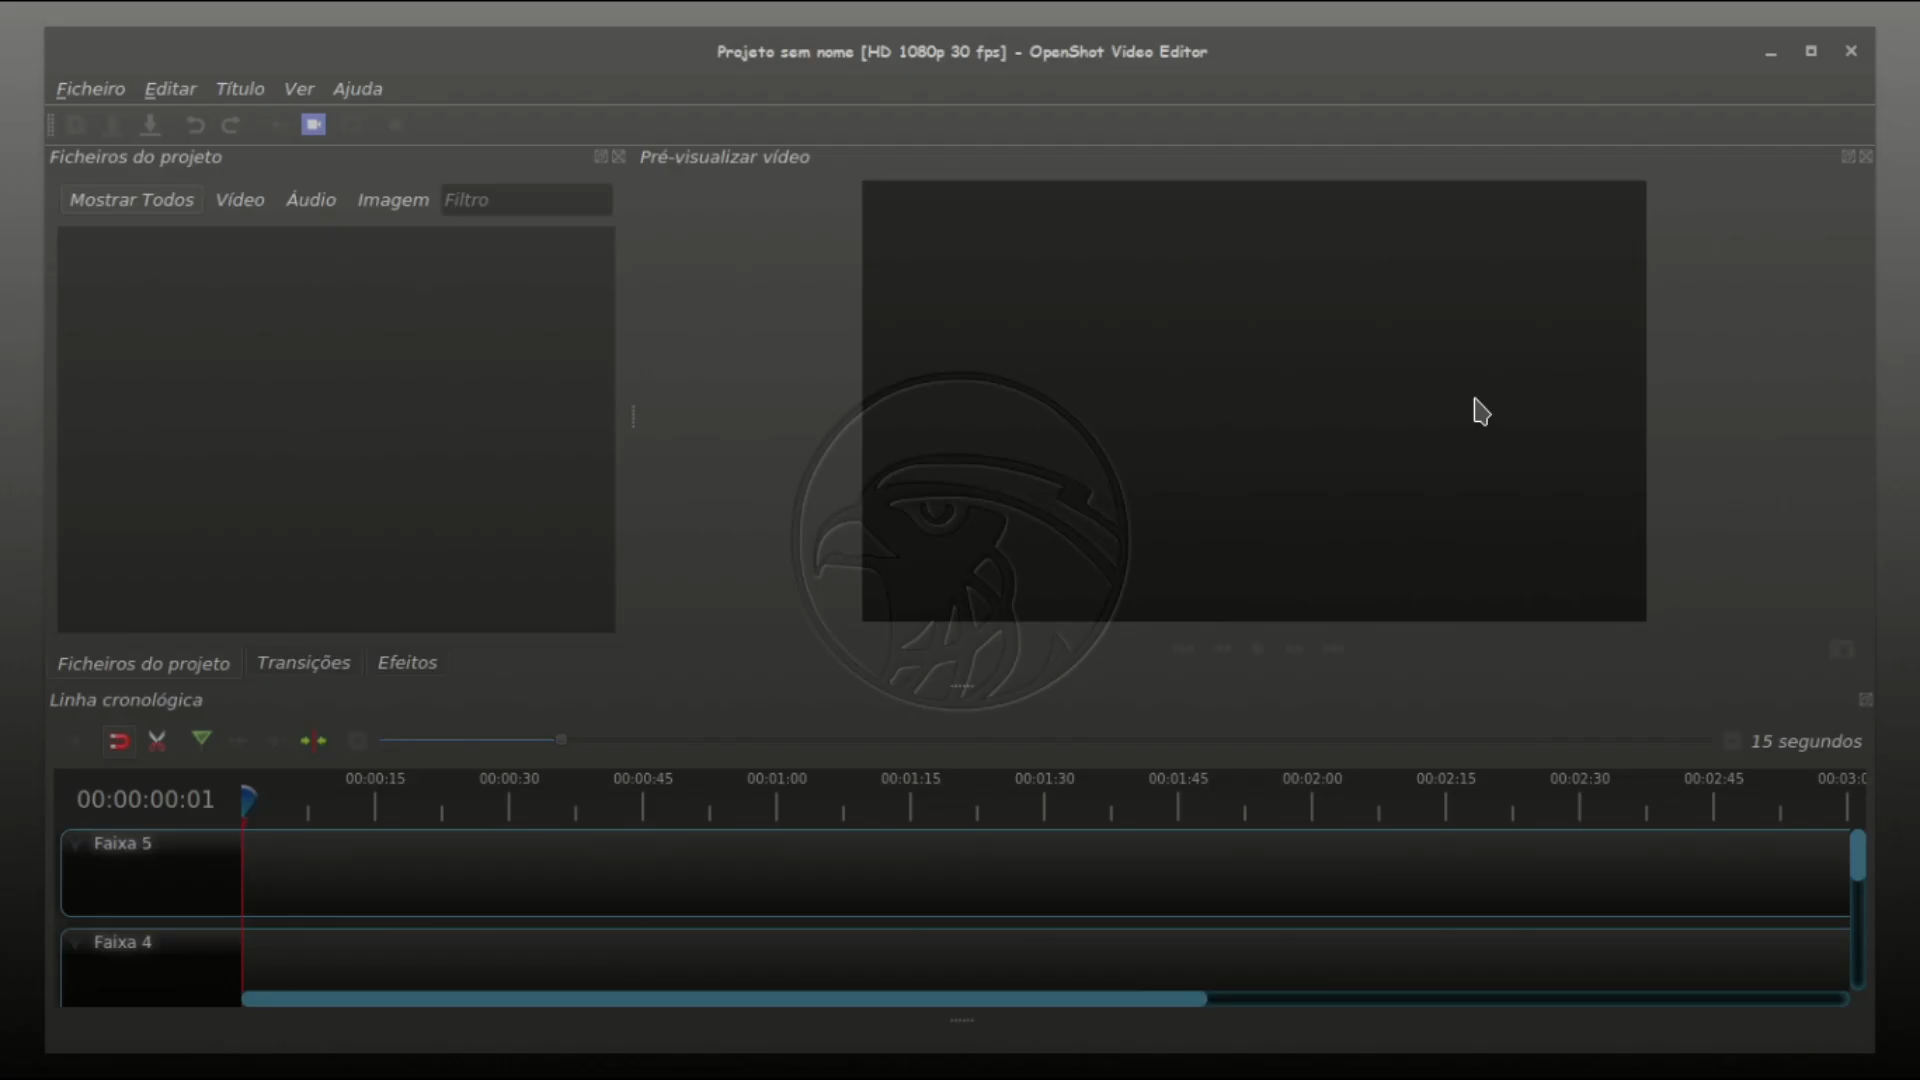 Projeto sem nome [HD 1080p 30 fps] - OpenShot Video Editor
Ficheiro Editar Título Ver Ajuda
Ficheiros do projeto
Pré-visualizar vídeo
Mostrar Todos Vídeo Áudio Imagem Filtro
Ficheiros do projeto Transições Efeitos
Linha cronológica
15 segundos
00:00:15 00:00:30 00:00:45 00:01:00 00:01:15 00:01:30 00:01:45 00:02:00 00:02:15 00:02:30 00:02:45 00:03:0
00:00:00:01
Faixa 5
Faixa 4